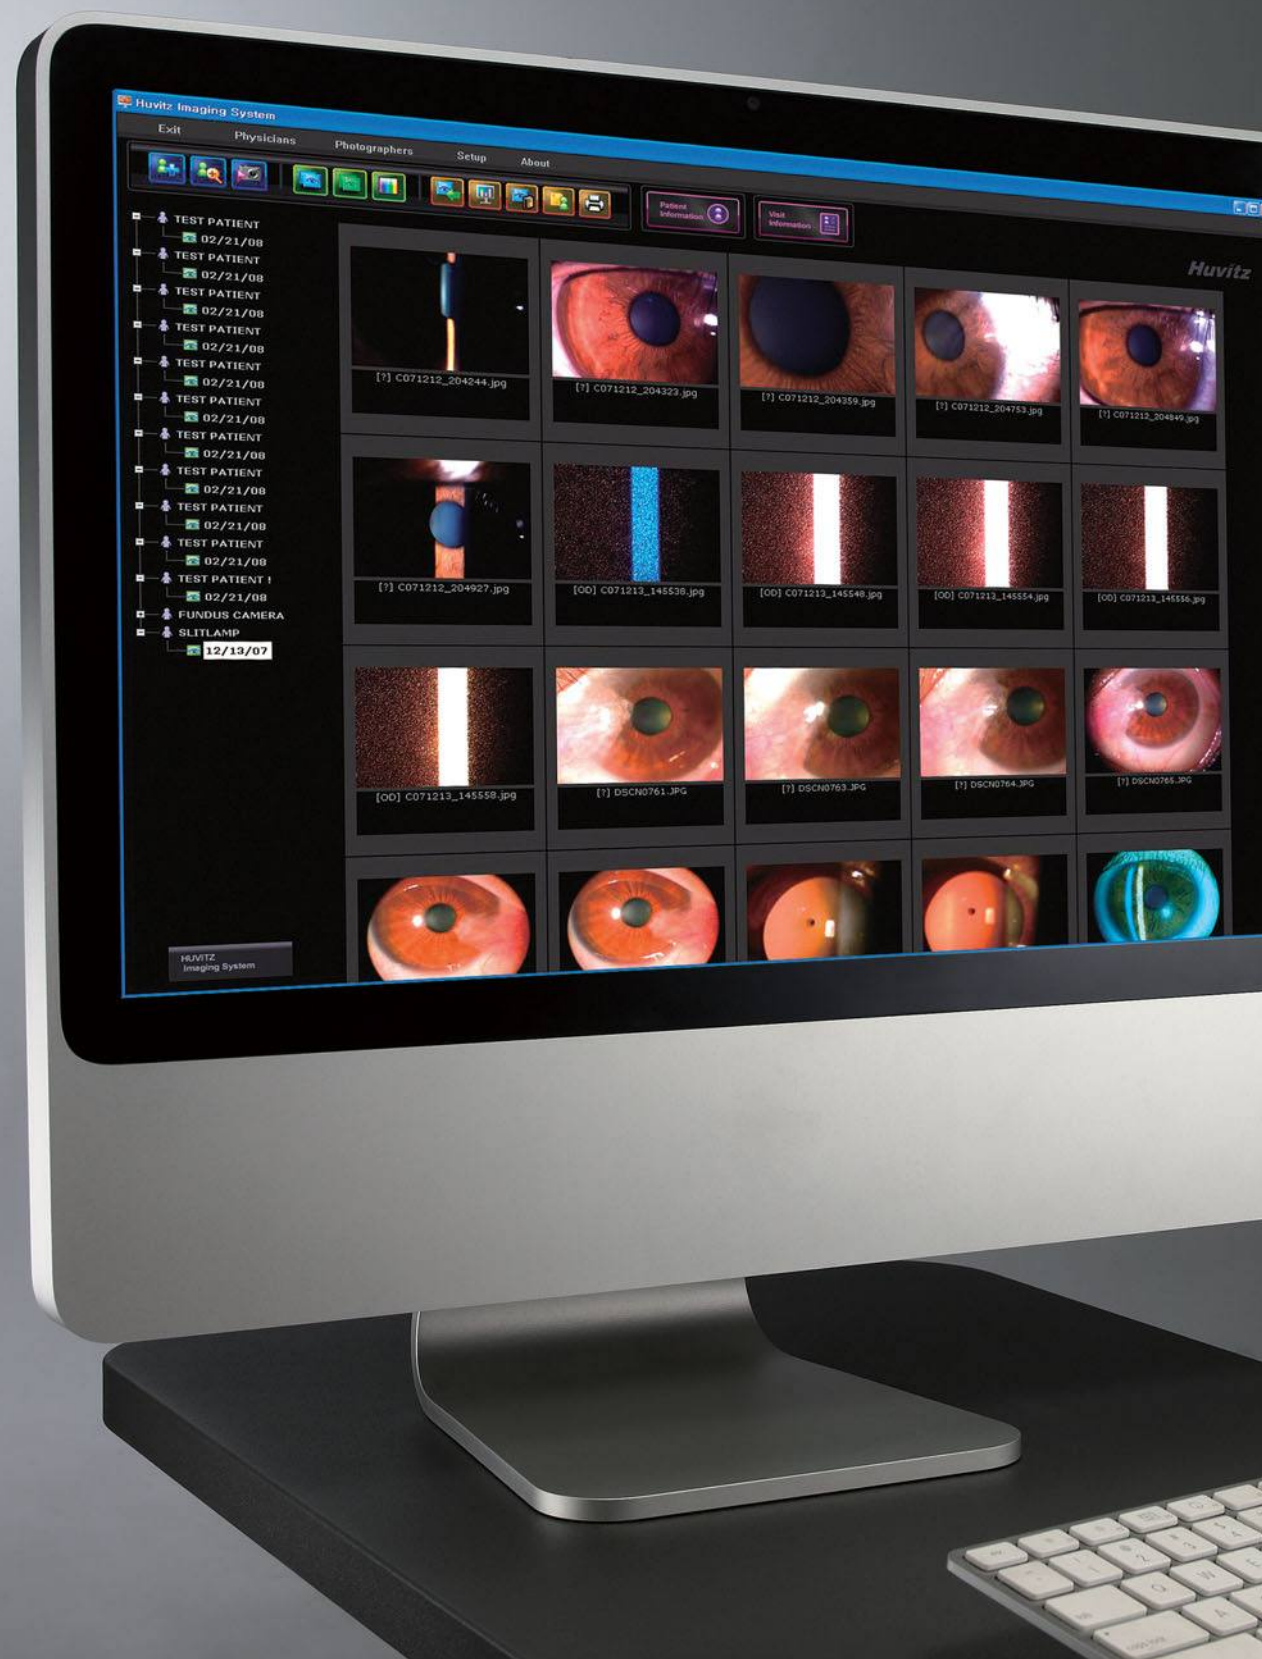 Huvitz Imaging System
Exit Physicians Photographers Setup About
Patient Information
Visit Information
Huvitz
TEST PATIENT
02/21/08
TEST PATIENT
02/21/08
TEST PATIENT
02/21/08
TEST PATIENT
02/21/08
TEST PATIENT
02/21/08
TEST PATIENT
02/21/08
TEST PATIENT
02/21/08
TEST PATIENT
02/21/08
TEST PATIENT
02/21/08
TEST PATIENT
02/21/08
TEST PATIENT !
02/21/08
FUNDUS CAMERA
SLITLAMP
12/13/07
[?] C071212_204244.jpg
[?] C071212_204323.jpg
[?] C071212_204359.jpg
[?] C071212_204753.jpg
[?] C071212_204849.jpg
[?] C071212_204927.jpg
[OD] C071213_145538.jpg
[OD] C071213_145548.jpg
[OD] C071213_145554.jpg
[OD] C071213_145556.jpg
[OD] C071213_145558.jpg
[?] DSCN0761.JPG
[?] DSCN0763.JPG
[?] DSCN0764.JPG
[?] DSCN0765.JPG
HUVITZ
Imaging System
2
Q W
A